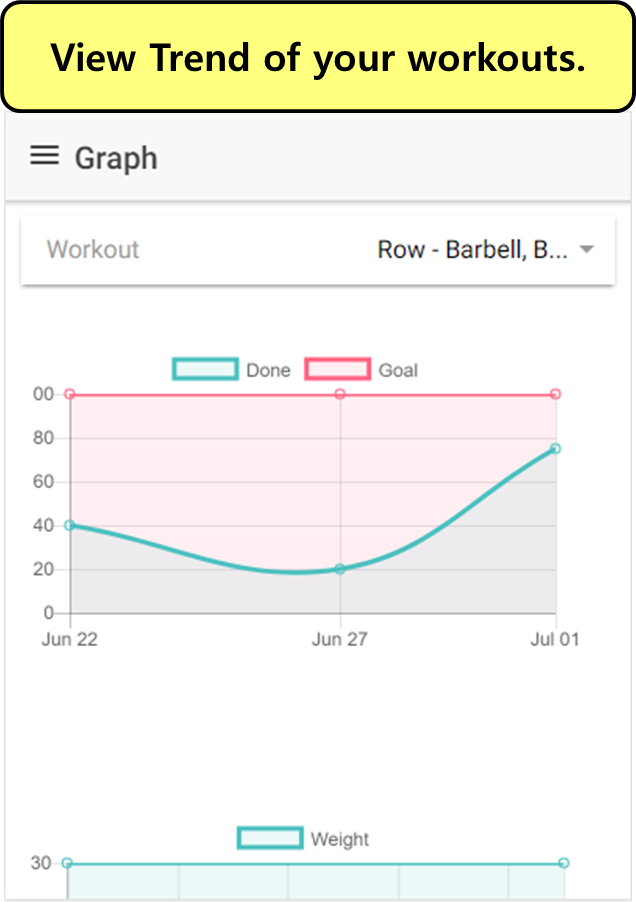 View Trend of your workouts.
Graph
Workout Row - Barbell, B...
Done Goal
00
80
60
40
20
0
Jun 22 Jun 27 Jul 01
Weight
30